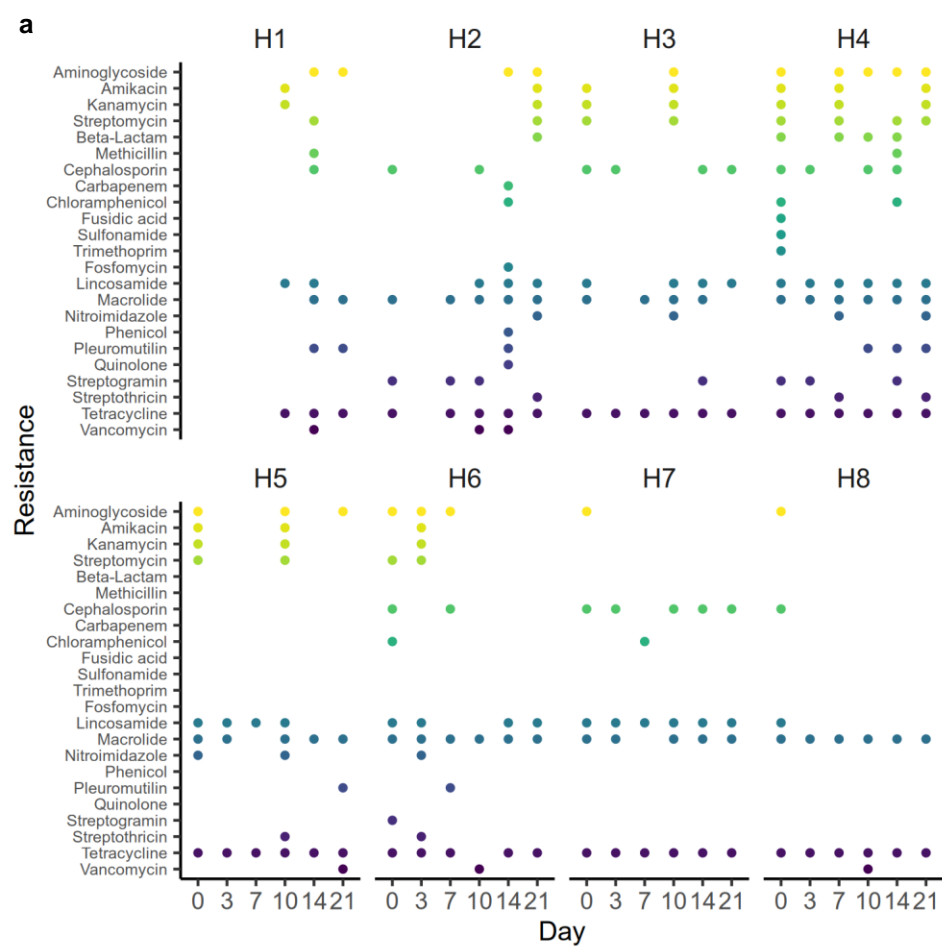 a
H1 H2 H3 H4
Aminoglycoside
Amikacin
Kanamycin
Streptomycin
Beta-Lactam
Methicillin
Cephalosporin
Carbapenem
Chloramphenicol
Fusidic acid
Sulfonamide
Trimethoprim
Fosfomycin
Lincosamide
Macrolide
Nitroimidazole
Phenicol
Pleuromutilin
Quinolone
Streptogramin
Streptothricin
Tetracycline
Vancomycin
Resistance
H5 H6 H7 H8
Aminoglycoside
Amikacin
Kanamycin
Streptomycin
Beta-Lactam
Methicillin
Cephalosporin
Carbapenem
Chloramphenicol
Fusidic acid
Sulfonamide
Trimethoprim
Fosfomycin
Lincosamide
Macrolide
Nitroimidazole
Phenicol
Pleuromutilin
Quinolone
Streptogramin
Streptothricin
Tetracycline
Vancomycin
0 3 7 10 14 21 0 3 7 10 14 21 0 3 7 10 14 21 0 3 7 10 14 21
Day